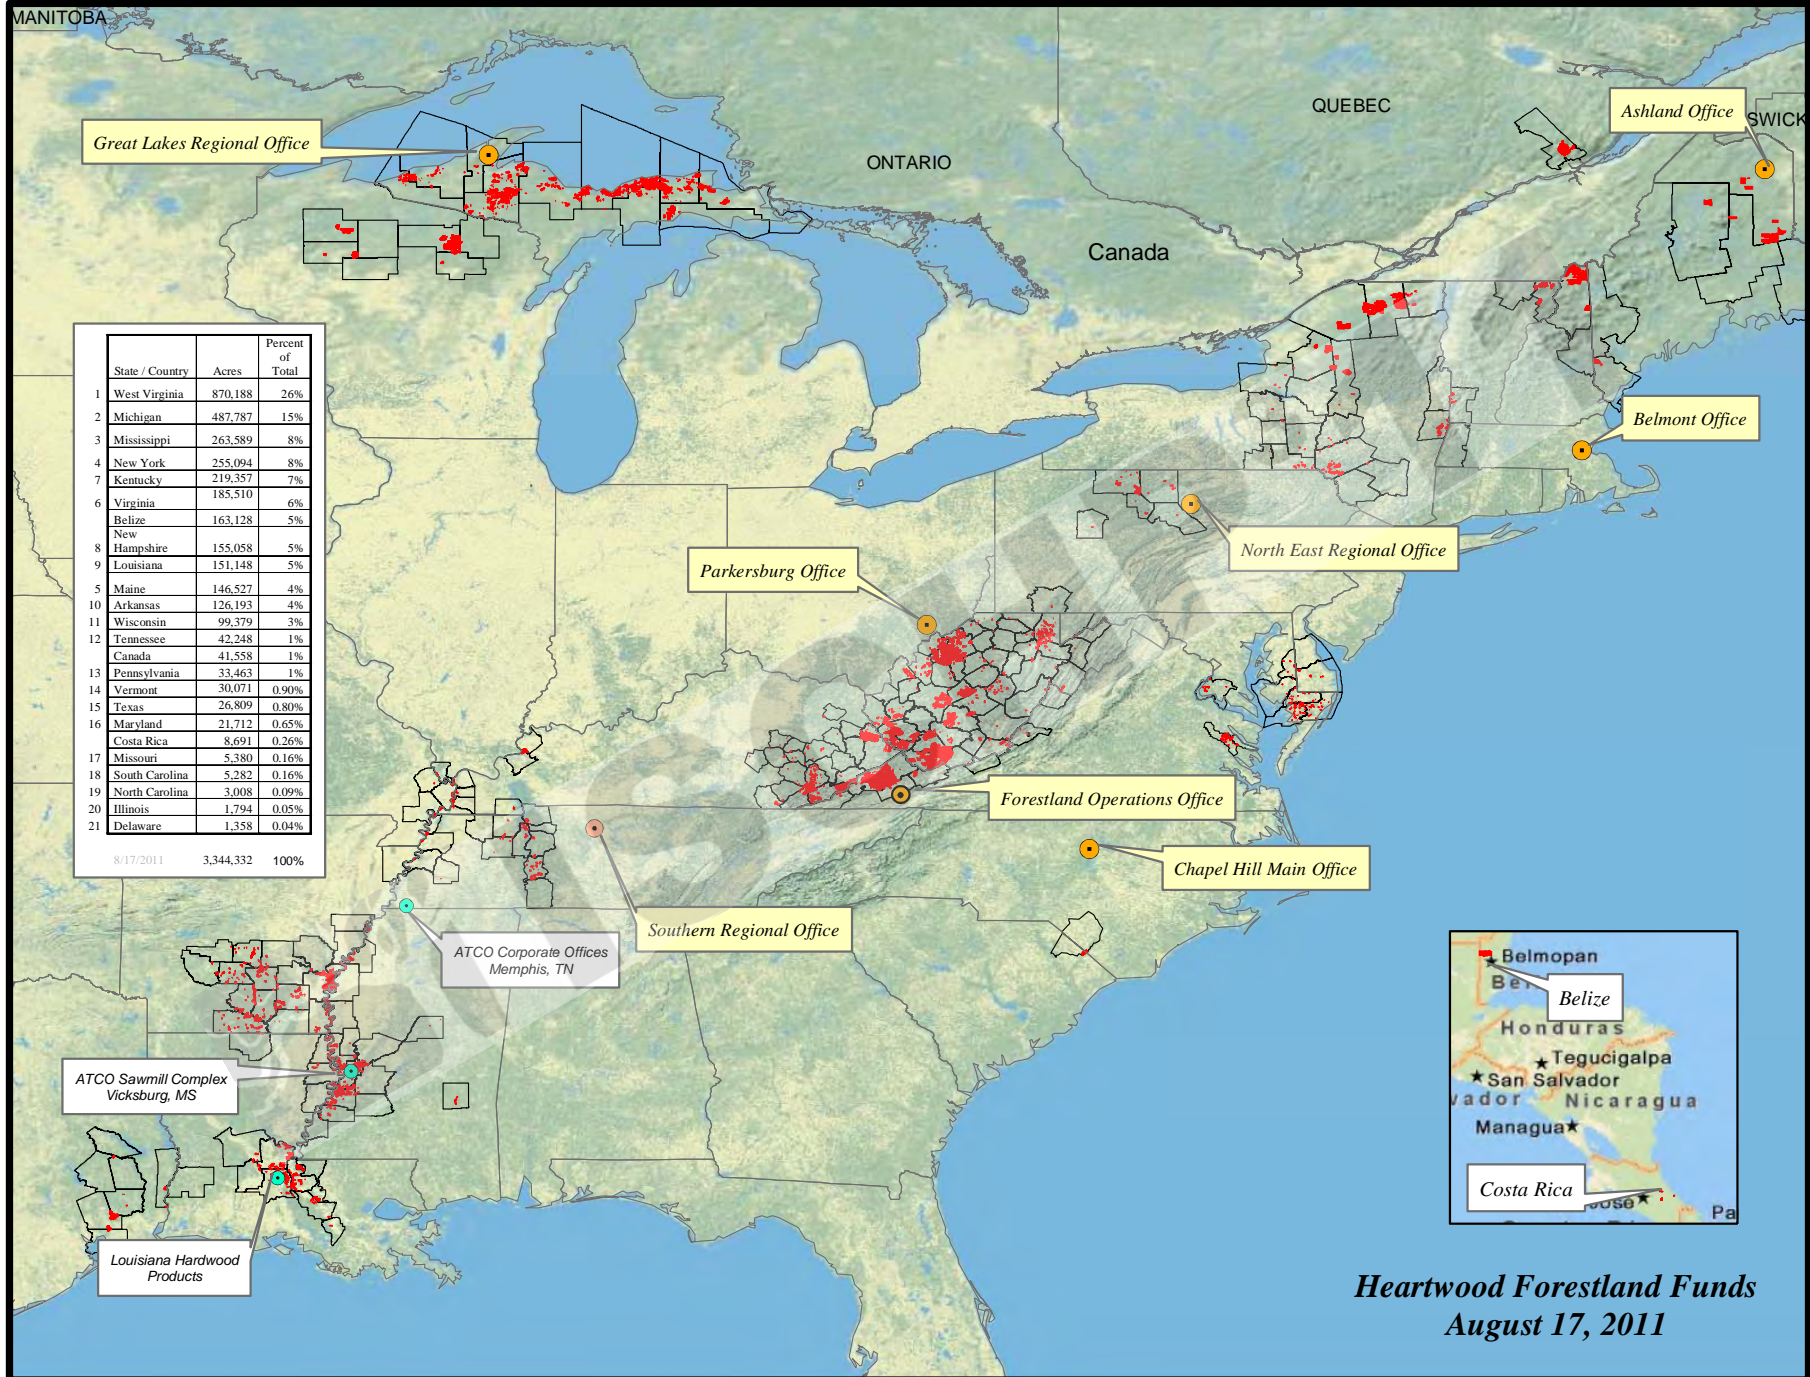 MANITOBA
QUEBEC
Ashland Office
SWICK
Great Lakes Regional Office
ONTARIO
Canada
State / Country Acres Percent of Total
1 West Virginia 870,188 26%
2 Michigan 487,787 15%
3 Mississippi 263,589 8%
4 New York 255,094 8%
7 Kentucky 219,357 7%
6 Virginia 185,510 6%
Belize 163,128 5%
8 New Hampshire 155,058 5%
9 Louisiana 151,148 5%
5 Maine 146,527 4%
10 Arkansas 126,193 4%
11 Wisconsin 99,379 3%
12 Tennessee 42,248 1%
Canada 41,558 1%
13 Pennsylvania 33,463 1%
14 Vermont 30,071 0.90%
15 Texas 26,809 0.80%
16 Maryland 21,712 0.65%
Costa Rica 8,691 0.26%
17 Missouri 5,380 0.16%
18 South Carolina 5,282 0.16%
19 North Carolina 3,008 0.09%
20 Illinois 1,794 0.05%
21 Delaware 1,358 0.04%
8/17/2011 3,344,332 100%
Belmont Office
North East Regional Office
Parkersburg Office
Forestland Operations Office
Chapel Hill Main Office
Southern Regional Office
ATCO Corporate Offices
Memphis, TN
ATCO Sawmill Complex
Vicksburg, MS
Louisiana Hardwood
Products
Belmopan
Bel
Belize
Honduras
Tegucigalpa
San Salvador
vador
Nicaragua
Managua
Costa Rica
Jose
Pa
Heartwood Forestland Funds
August 17, 2011